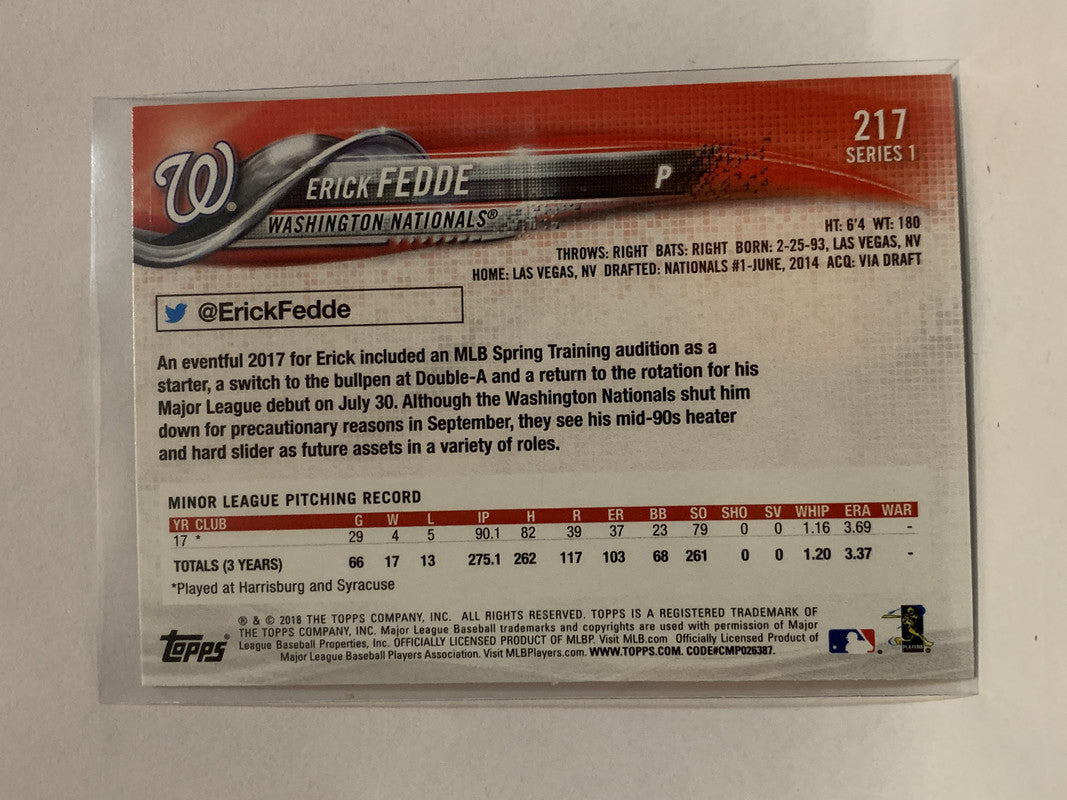 217
SERIES 1
W
ERICK FEDDE P
WASHINGTON NATIONALS®
HT: 6'4 WT: 180
THROWS: RIGHT BATS: RIGHT BORN: 2-25-93, LAS VEGAS, NV
HOME: LAS VEGAS, NV DRAFTED: NATIONALS #1-JUNE, 2014 ACQ: VIA DRAFT
@ErickFedde
An eventful 2017 for Erick included an MLB Spring Training audition as a
starter, a switch to the bullpen at Double-A and a return to the rotation for his
Major League debut on July 30. Although the Washington Nationals shut him
down for precautionary reasons in September, they see his mid-90s heater
and hard slider as future assets in a variety of roles.
MINOR LEAGUE PITCHING RECORD
YR CLUB G W L IP H R ER BB SO SHO SV WHIP ERA WAR
17 * 29 4 5 90.1 82 39 37 23 79 0 0 1.16 3.69 -
TOTALS (3 YEARS) 66 17 13 275.1 262 117 103 68 261 0 0 1.20 3.37 -
*Played at Harrisburg and Syracuse
® & © 2018 THE TOPPS COMPANY, INC. ALL RIGHTS RESERVED. TOPPS IS A REGISTERED TRADEMARK OF
THE TOPPS COMPANY, INC. Major League Baseball trademarks and copyrights are used with permission of Major
League Baseball Properties, Inc. OFFICIALLY LICENSED PRODUCT OF MLBP. Visit MLB.com Officially Licensed Product of
Major League Baseball Players Association. Visit MLBPlayers.com. WWW.TOPPS.COM. CODE#CMP026387.
Topps®
PLAYERS